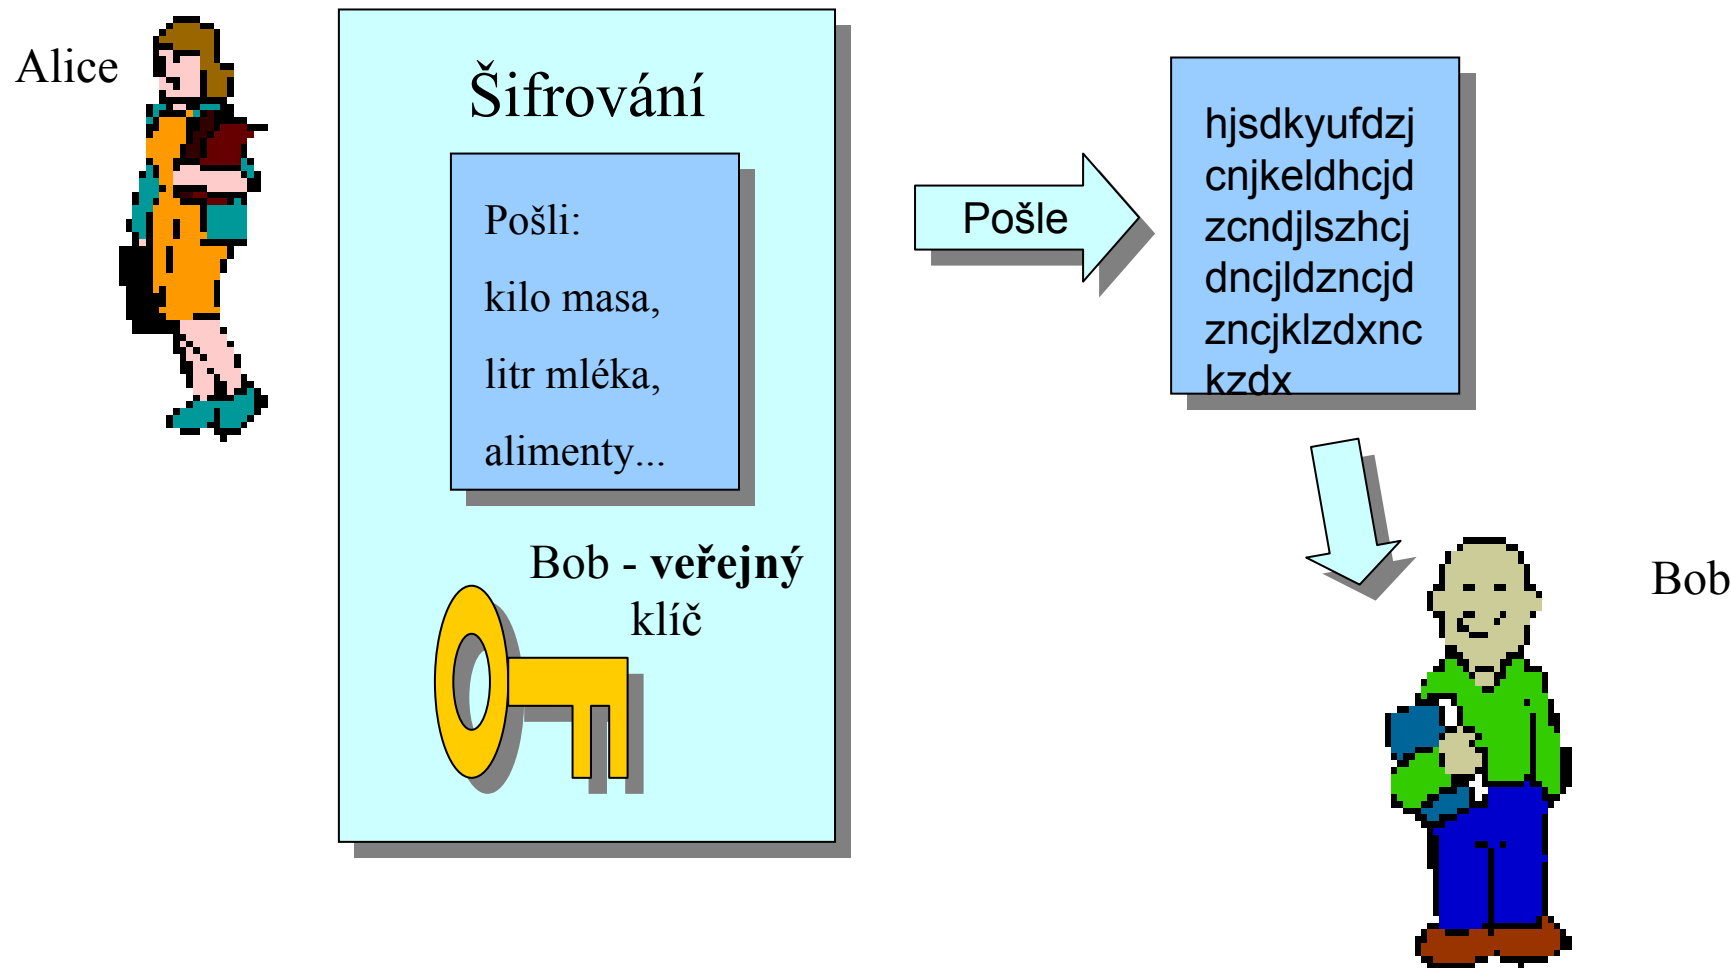 Alice
Šifrování
Pošli:
kilo masa,
litr mléka,
alimenty...
Bob - veřejný
klíč
Pošle
hjsdkyufdzj
cnjkeldhcjd
zcndjlszhcj
dncjldzncjd
zncjklzdxnc
kzdx
Bob